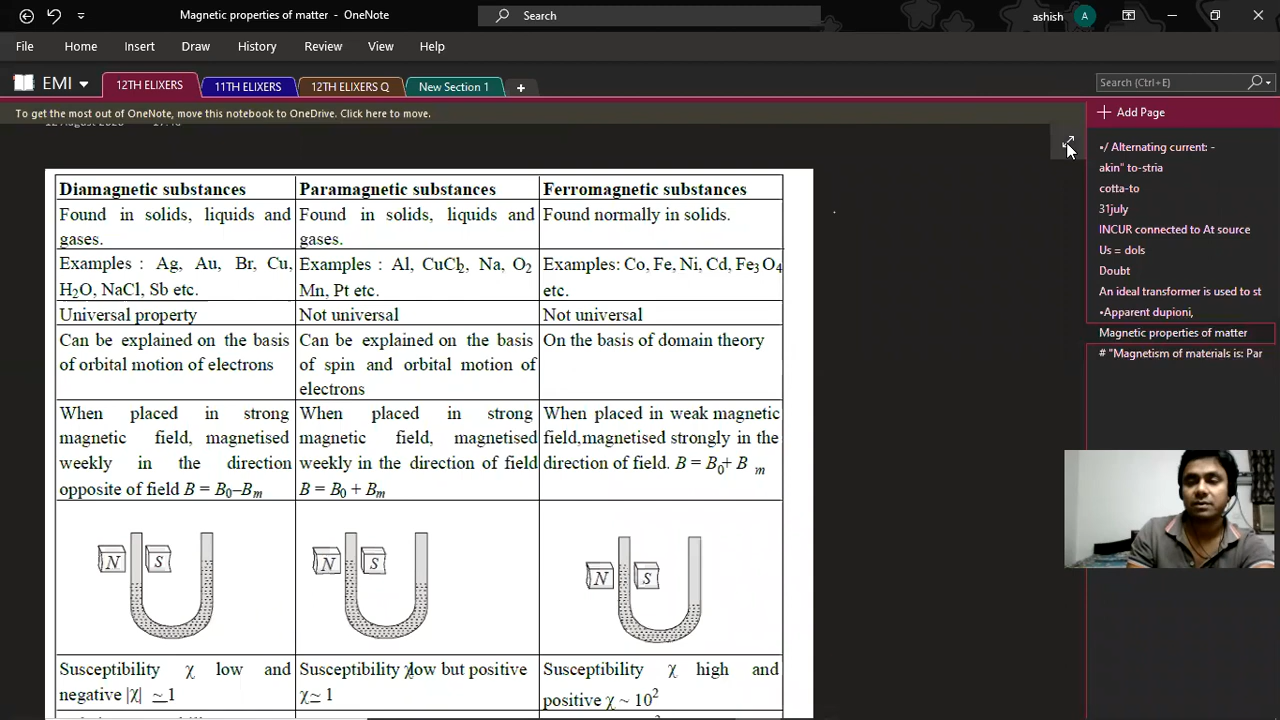 Magnetic properties of matter - OneNote
Search
ashish
A
File Home Insert Draw History Review View Help
EMI
12TH ELIXERS 11TH ELIXERS 12TH ELIXERS Q New Section 1
Search (Ctrl+E)
To get the most out of OneNote, move this notebook to OneDrive. Click here to move.
Add Page
•/ Alternating current: -
akin" to-stria
cotta-to
31july
INCUR connected to At source
Us = dols
Doubt
An ideal transformer is used to st
•Apparent dupioni,
Magnetic properties of matter
# "Magnetism of materials is: Par
Diamagnetic substances Paramagnetic substances Ferromagnetic substances
Found in solids, liquids and
gases.
Found in solids, liquids and
gases.
Found normally in solids.
Examples : Ag, Au, Br, Cu,
H2O, NaCl, Sb etc.
Examples : Al, CuCl2, Na, O2
Mn, Pt etc.
Examples: Co, Fe, Ni, Cd, Fe3 O4
etc.
Universal property
Not universal
Not universal
Can be explained on the basis
of orbital motion of electrons
Can be explained on the basis
of spin and orbital motion of
electrons
On the basis of domain theory
When placed in strong
magnetic field, magnetised
weekly in the direction
opposite of field B = B0–Bm
When placed in strong
magnetic field, magnetised
weekly in the direction of field
B = B0 + Bm
When placed in weak magnetic
field,magnetised strongly in the
direction of field. B = B0+ B m
N S
N S
N S
Susceptibility χ low and
negative |χ| ≃ 1
Susceptibility χlow but positive
χ≃ 1
Susceptibility χ high and
positive χ ~ 10²